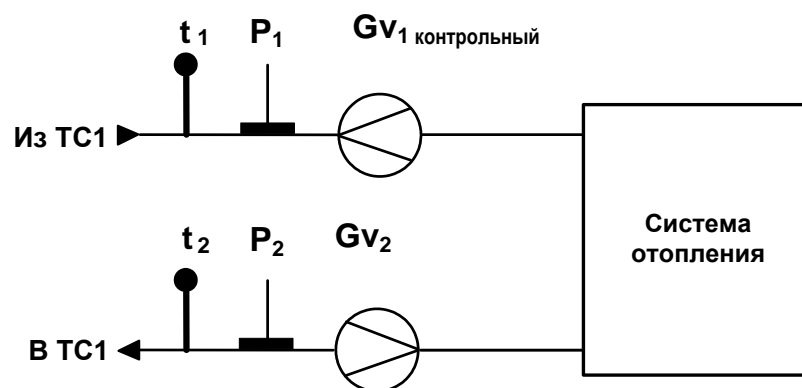 t 1 P1 Gv1 контрольный
Из ТС1
t 2 P2 Gv2
Система
отопления
В ТС1